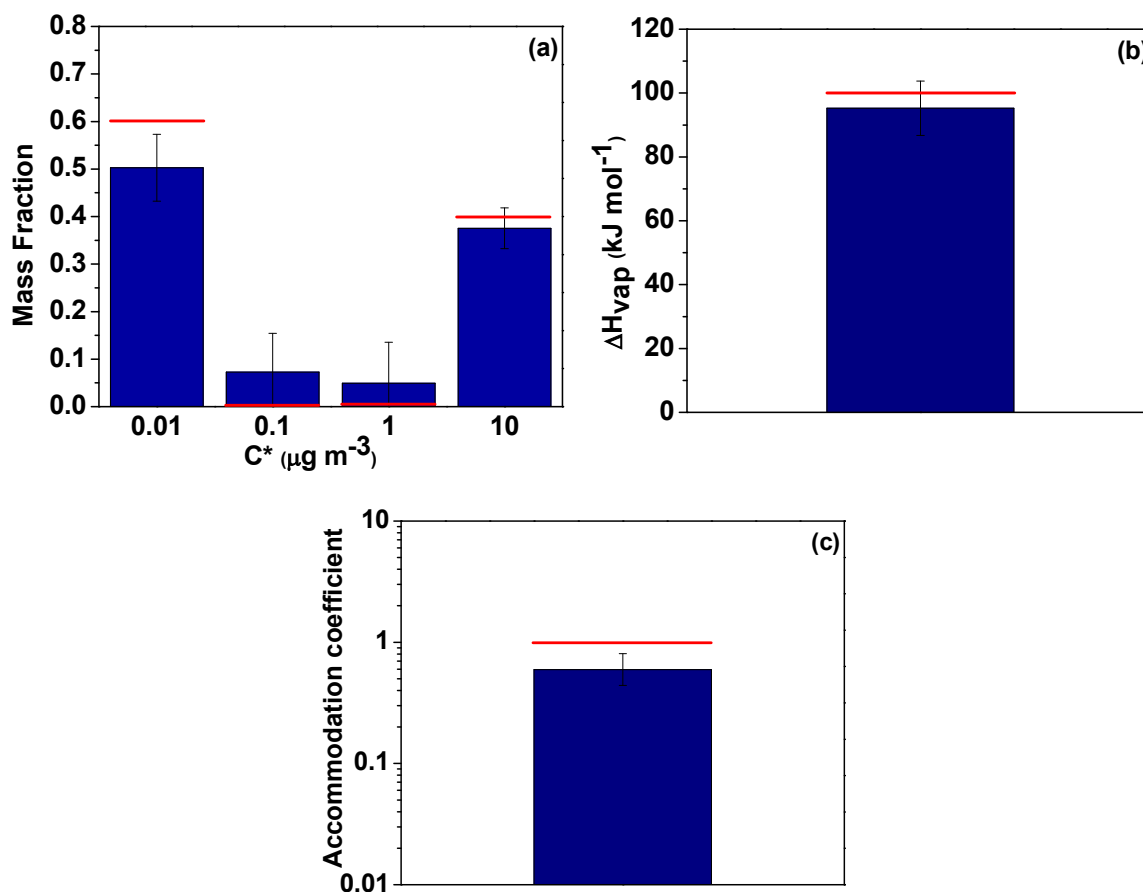 (a)
Mass Fraction
0.8
0.7
0.6
0.5
0.4
0.3
0.2
0.1
0.0
0.01 0.1 1 10
C* (μg m-3)
(b)
ΔHvap (kJ mol-1)
120
100
80
60
40
20
0
(c)
Accommodation coefficient
10
1
0.1
0.01